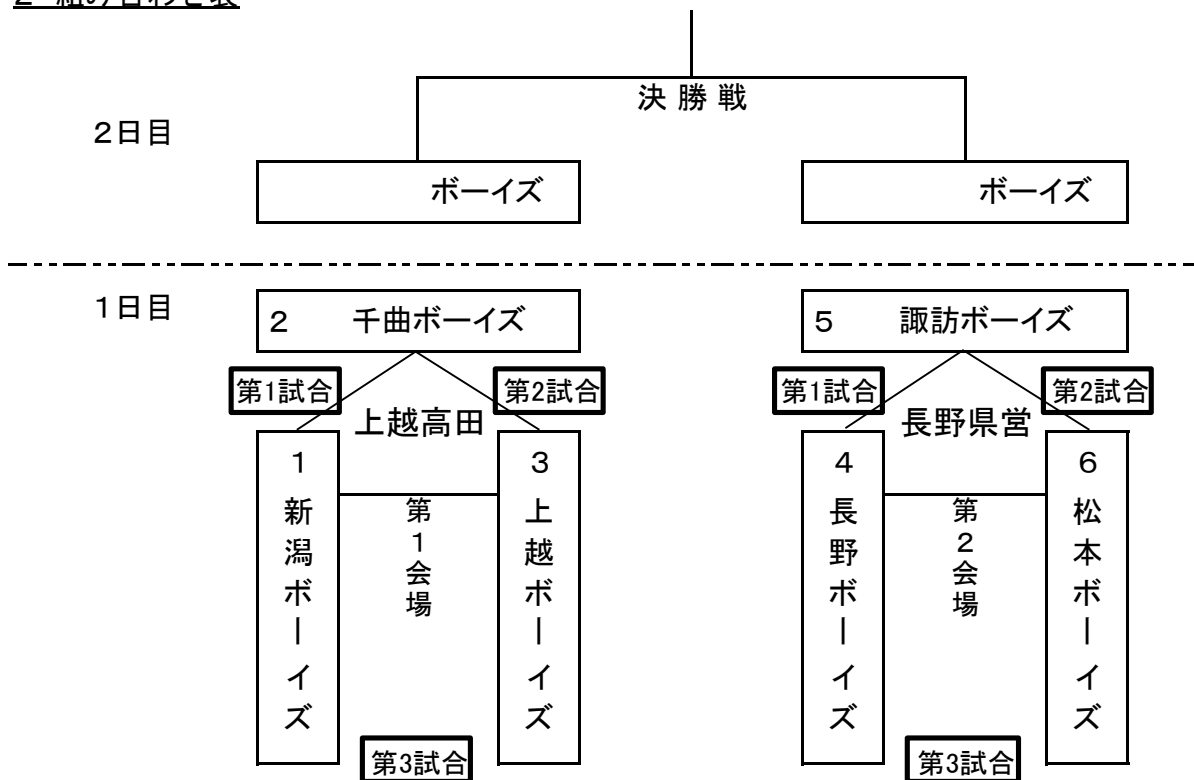 2 組み合わせ表
決勝戦
2日目
ボーイズ
ボーイズ
1日目
2 千曲ボーイズ
5 諏訪ボーイズ
第1試合
第2試合
第1試合
第2試合
上越高田
長野県営
1
新潟ボーイズ
第1会場
3
上越ボーイズ
4
長野ボーイズ
第2会場
6
松本ボーイズ
第3試合
第3試合